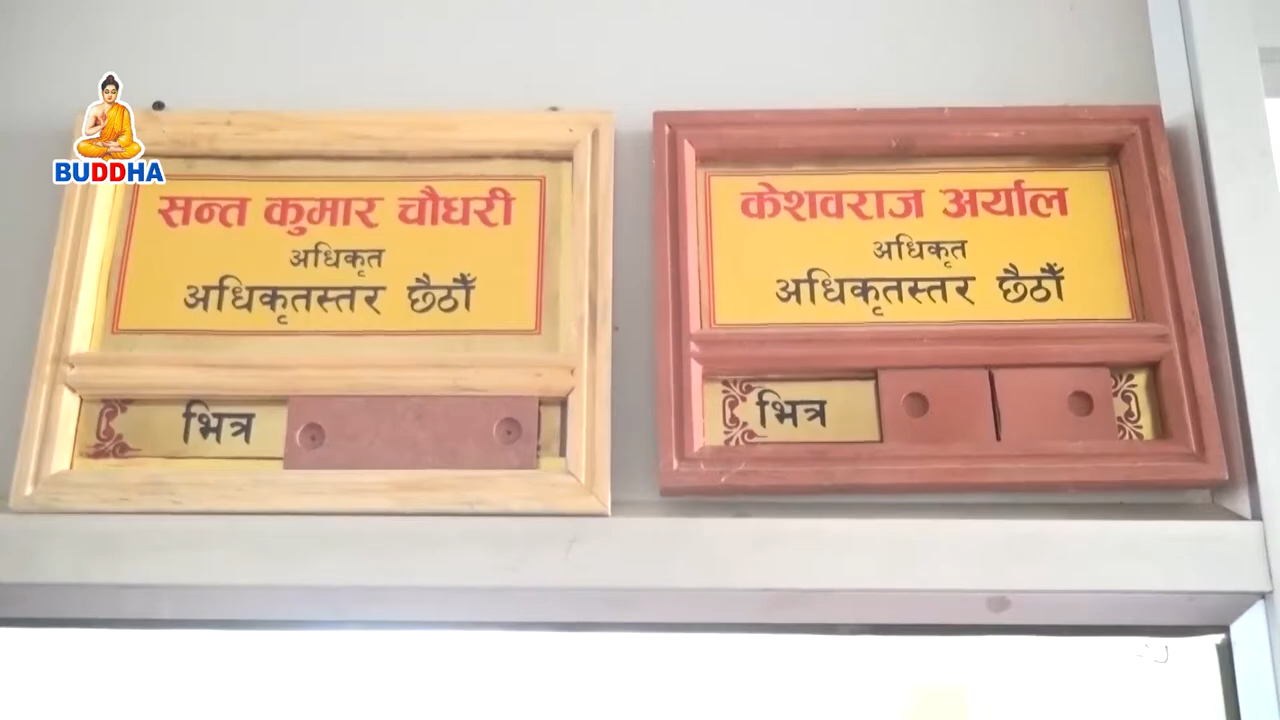 BUDDHA
सन्त कुमार चौधरी
अधिकृत
अधिकृतस्तर छैठौँ
भित्र
केशवराज अर्याल
अधिकृत
अधिकृतस्तर छैठौँ
भित्र